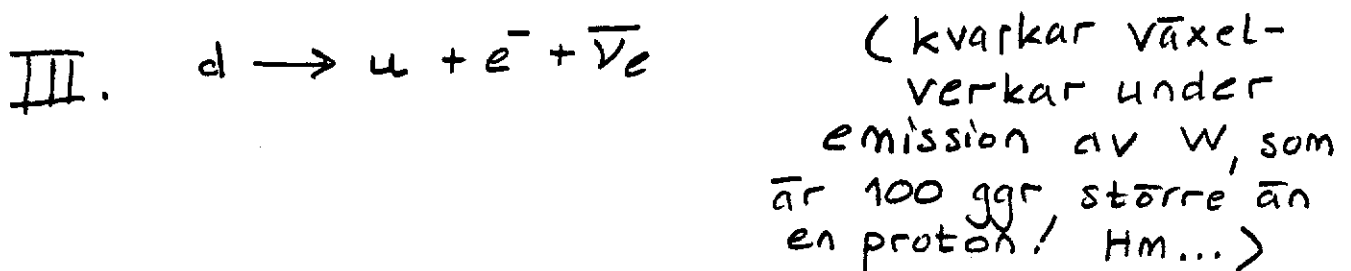 III. d → u + e⁻ + ν̄e
(kvarkar växel-
verkar under
emission av W, som
är 100 ggr större än
en proton! Hm...)